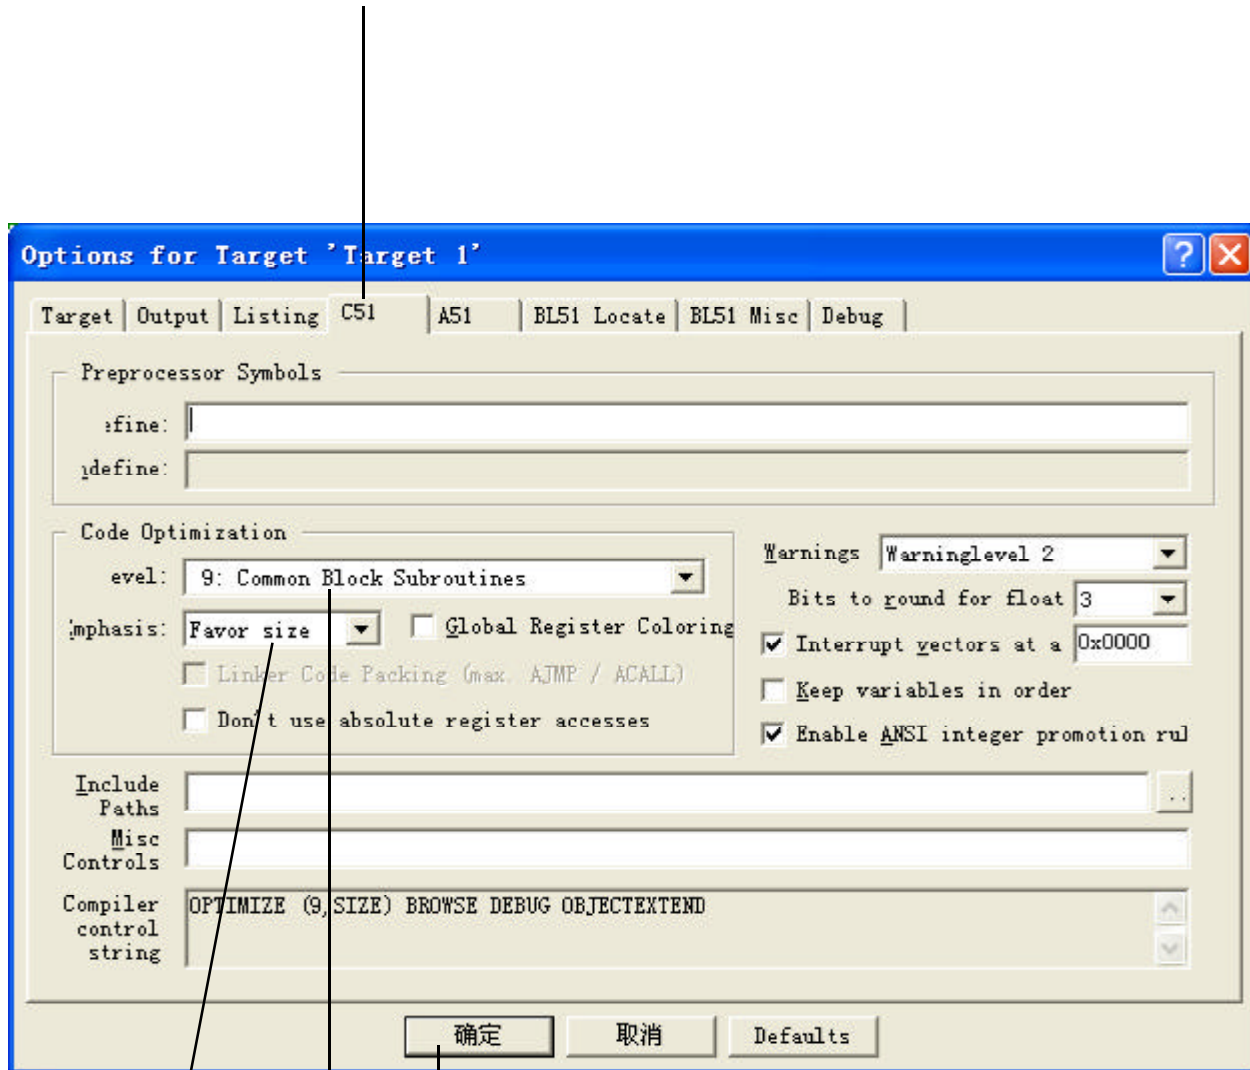 Options for Target 'Target 1'
Target Output Listing C51 A51 BL51 Locate BL51 Misc Debug
Preprocessor Symbols
efine:
define:
Code Optimization
evel: 9: Common Block Subroutines
mphasis: Favor size Global Register Coloring
Linker Code Packing (max. AJMP / ACALL)
Don't use absolute register accesses
Warnings Warninglevel 2
Bits to round for float 3
Interrupt vectors at a 0x0000
Keep variables in order
Enable ANSI integer promotion rul
Include Paths ..
Misc Controls
Compiler control string OPTIMIZE (9,SIZE) BROWSE DEBUG OBJECTEXTEND
确定 取消 Defaults